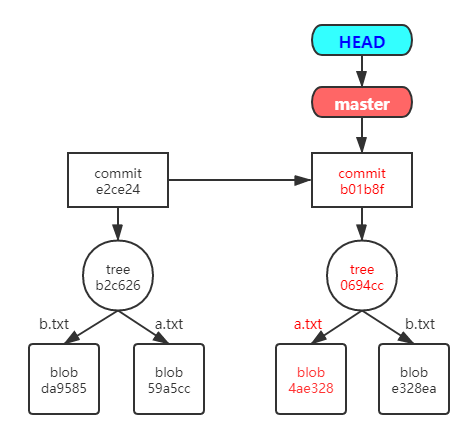 HEAD
master
commit
e2ce24
commit
b01b8f
tree
b2c626
tree
0694cc
b.txt
a.txt
a.txt
b.txt
blob
da9585
blob
59a5cc
blob
4ae328
blob
e328ea